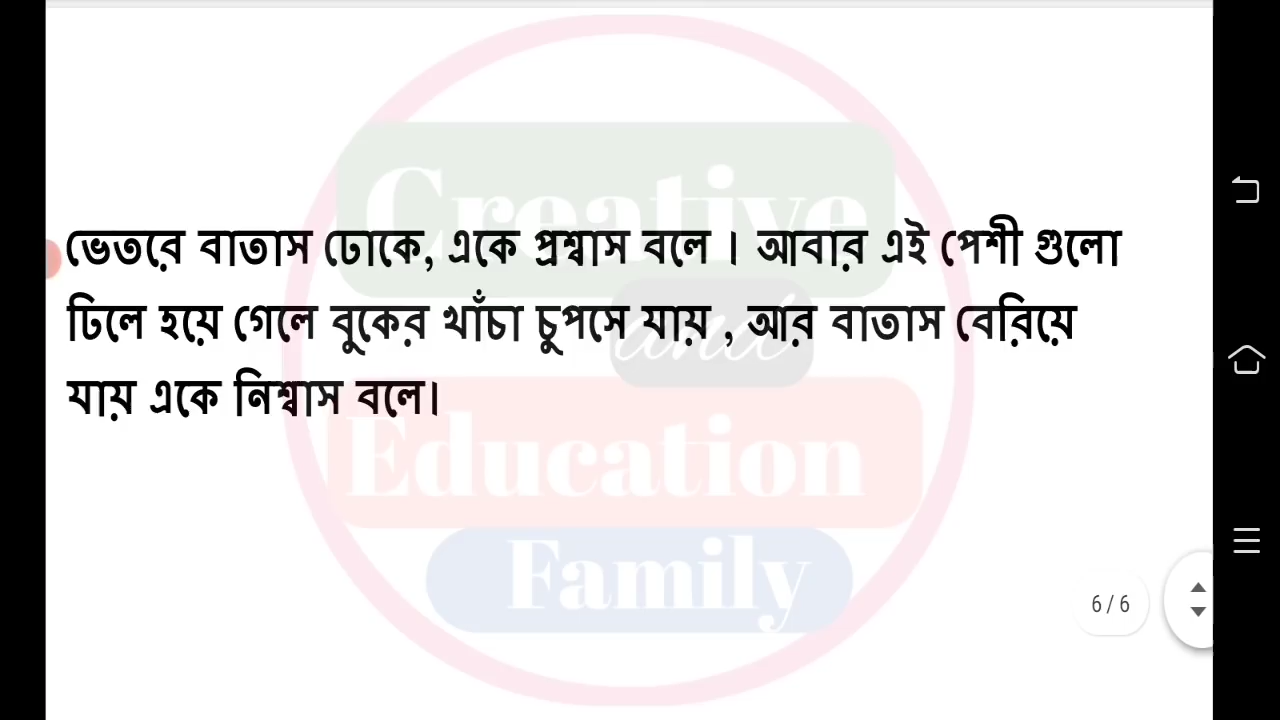 Creative
ভেতরে বাতাস ঢোকে, একে প্রশ্বাস বলে । আবার এই পেশী গুলো
ঢিলে হয়ে গেলে বুকের খাঁচা চুপসে যায় , আর বাতাস বেরিয়ে
and
যায় একে নিশ্বাস বলে।
Education
Family
6 / 6